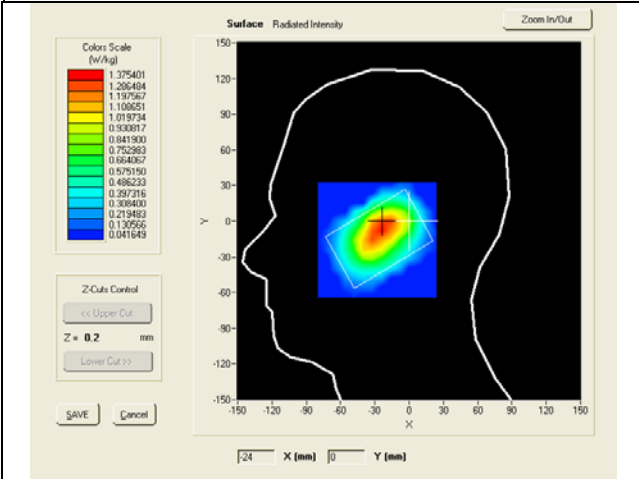 Surface Radiated Intensity
Zoom In/Out
Colors Scale
(W/kg)
1.375401
1.286484
1.197567
1.108651
1.019734
0.930817
0.841900
0.752983
0.664067
0.575150
0.486233
0.397316
0.308400
0.219483
0.130566
0.041649
Z-Cuts Control
<< Upper Cut
Z = 0.2 mm
Lower Cut >>
SAVE Cancel
150
120
90
60
30
0
-30
-60
-90
-120
-150
Y
-150 -120 -90 -60 -30 0 30 60 90 120 150
X
-24 X (mm) 0 Y (mm)